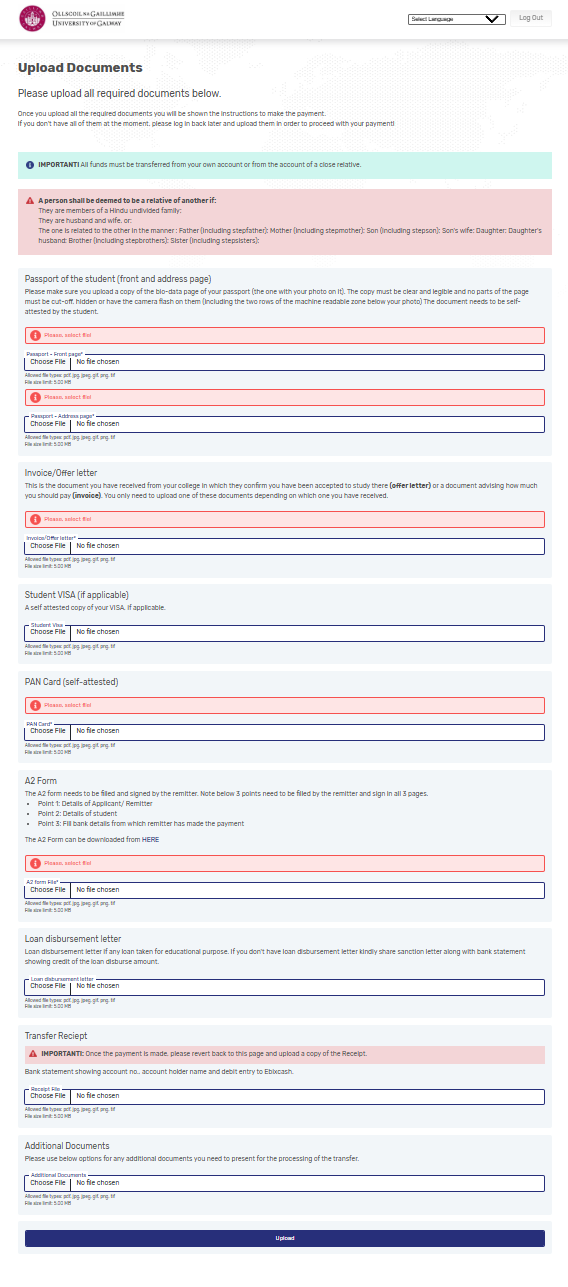 OLLSCOIL NA GAILLIMHE
UNIVERSITY OF GALWAY
Select Language
Log Out
Upload Documents
Please upload all required documents below.
Once you upload all the required documents you will be shown the instructions to make the payment.
If you don't have all of them at the moment, please log in back later and upload them in order to proceed with your payment!
IMPORTANT! All funds must be transferred from your own account or from the account of a close relative.
A person shall be deemed to be a relative of another if:
They are members of a Hindu undivided family;
They are husband and wife, or;
The one is related to the other in the manner : Father (including stepfather); Mother (including stepmother); Son (including stepson); Son's wife; Daughter; Daughter's
husband; Brother (including stepbrothers); Sister (including stepsisters);
Passport of the student (front and address page)
Please make sure you upload a copy of the bio-data page of your passport (the one with your photo on it). The copy must be clear and legible and no parts of the page
must be cut-off, hidden or have the camera flash on them (including the two rows of the machine readable zone below your photo) The document needs to be self-
attested by the student.
Please, select file!
Passport - Front page*
Choose File No file chosen
Allowed file types: pdf, jpg, jpeg, gif, png, tif
File size limit: 5.00 MB
Please, select file!
Passport - Address page*
Choose File No file chosen
Allowed file types: pdf, jpg, jpeg, gif, png, tif
File size limit: 5.00 MB
Invoice/Offer letter
This is the document you have received from your college in which they confirm you have been accepted to study there (offer letter) or a document advising how much
you should pay (invoice). You only need to upload one of these documents depending on which one you have received.
Please, select file!
Invoice/Offer letter*
Choose File No file chosen
Allowed file types: pdf, jpg, jpeg, gif, png, tif
File size limit: 5.00 MB
Student VISA (if applicable)
A self attested copy of your VISA, if applicable.
Student Visa
Choose File No file chosen
Allowed file types: pdf, jpg, jpeg, gif, png, tif
File size limit: 5.00 MB
PAN Card (self-attested)
Please, select file!
PAN Card*
Choose File No file chosen
Allowed file types: pdf, jpg, jpeg, gif, png, tif
File size limit: 5.00 MB
A2 Form
The A2 form needs to be filled and signed by the remitter. Note below 3 points need to be filled by the remitter and sign in all 3 pages.
• Point 1: Details of Applicant/ Remitter
• Point 2: Details of student
• Point 3: Fill bank details from which remitter has made the payment
The A2 Form can be downloaded from HERE
Please, select file!
A2 form File*
Choose File No file chosen
Allowed file types: pdf, jpg, jpeg, gif, png, tif
File size limit: 5.00 MB
Loan disbursement letter
Loan disbursement letter if any loan taken for educational purpose. If you don't have loan disbursement letter kindly share sanction letter along with bank statement
showing credit of the loan disburse amount.
Loan disbursement letter
Choose File No file chosen
Allowed file types: pdf, jpg, jpeg, gif, png, tif
File size limit: 5.00 MB
Transfer Reciept
IMPORTANT!: Once the payment is made, please revert back to this page and upload a copy of the Receipt.
Bank statement showing account no., account holder name and debit entry to Ebixcash.
Receipt File
Choose File No file chosen
Allowed file types: pdf, jpg, jpeg, gif, png, tif
File size limit: 5.00 MB
Additional Documents
Please use below options for any additional documents you need to present for the processing of the transfer.
Additional Documents
Choose File No file chosen
Allowed file types: pdf, jpg, jpeg, gif, png, tif
File size limit: 5.00 MB
Upload